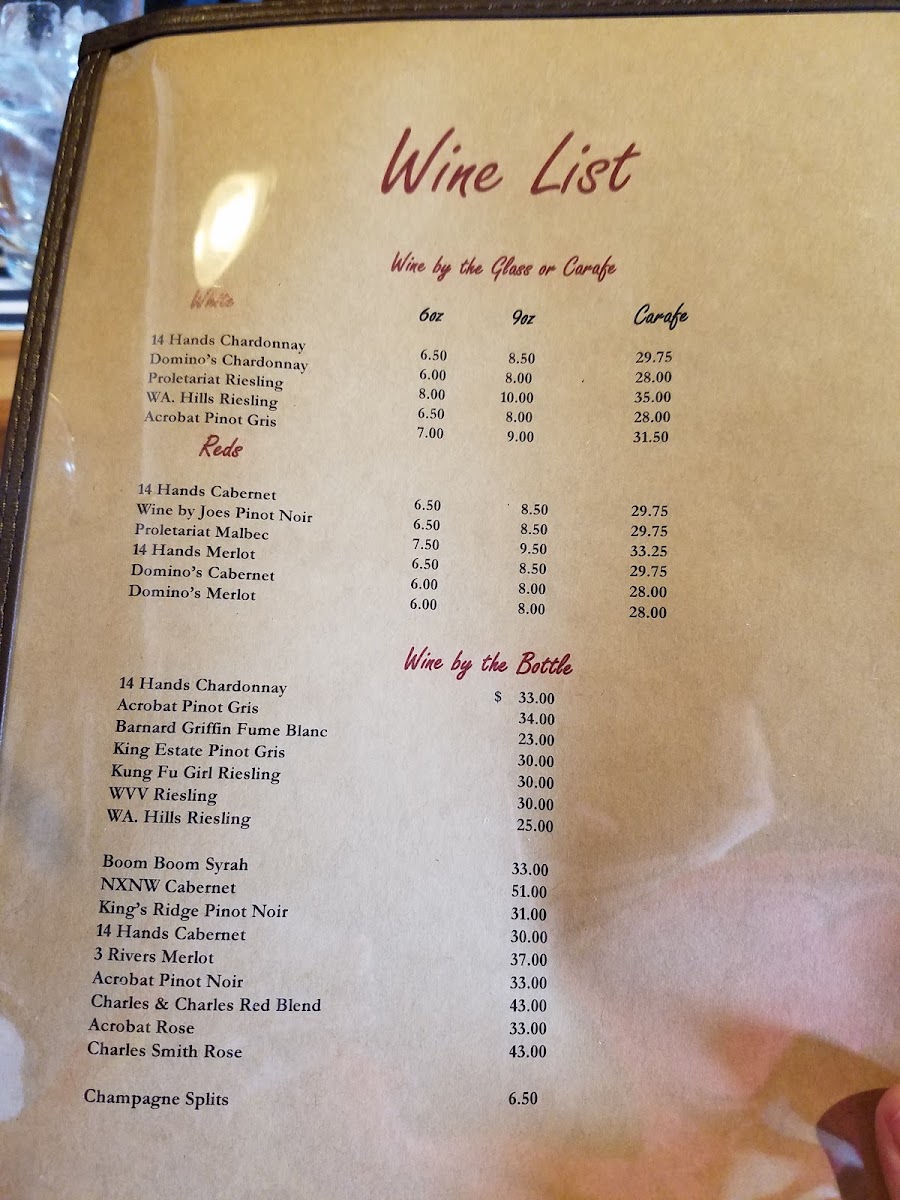 Wine List
Wine by the Glass or Carafe
White 6oz 9oz Carafe
14 Hands Chardonnay 6.50 8.50 29.75
Domino's Chardonnay 6.00 8.00 28.00
Proletariat Riesling 8.00 10.00 35.00
WA. Hills Riesling 6.50 8.00 28.00
Acrobat Pinot Gris 7.00 9.00 31.50
Reds
14 Hands Cabernet 6.50 8.50 29.75
Wine by Joes Pinot Noir 6.50 8.50 29.75
Proletariat Malbec 7.50 9.50 33.25
14 Hands Merlot 6.50 8.50 29.75
Domino's Cabernet 6.00 8.00 28.00
Domino's Merlot 6.00 8.00 28.00
Wine by the Bottle
14 Hands Chardonnay $ 33.00
Acrobat Pinot Gris 34.00
Barnard Griffin Fume Blanc 23.00
King Estate Pinot Gris 30.00
Kung Fu Girl Riesling 30.00
WVV Riesling 30.00
WA. Hills Riesling 25.00
Boom Boom Syrah 33.00
NXNW Cabernet 51.00
King's Ridge Pinot Noir 31.00
14 Hands Cabernet 30.00
3 Rivers Merlot 37.00
Acrobat Pinot Noir 33.00
Charles & Charles Red Blend 43.00
Acrobat Rose 33.00
Charles Smith Rose 43.00
Champagne Splits 6.50